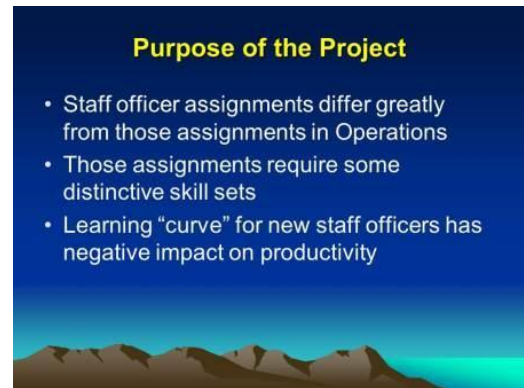 Purpose of the Project
• Staff officer assignments differ greatly
from those assignments in Operations
• Those assignments require some
distinctive skill sets
• Learning “curve” for new staff officers has
negative impact on productivity